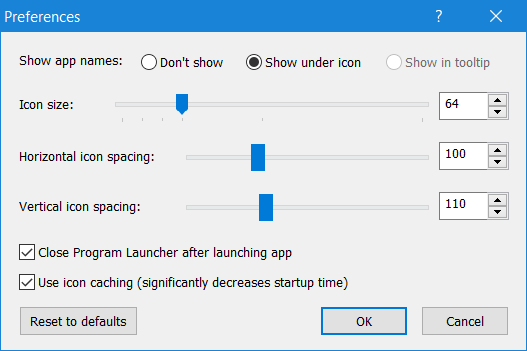 Preferences ?
Show app names: Don't show Show under icon Show in tooltip
Icon size: 64
Horizontal icon spacing: 100
Vertical icon spacing: 110
Close Program Launcher after launching app
Use icon caching (significantly decreases startup time)
Reset to defaults OK Cancel